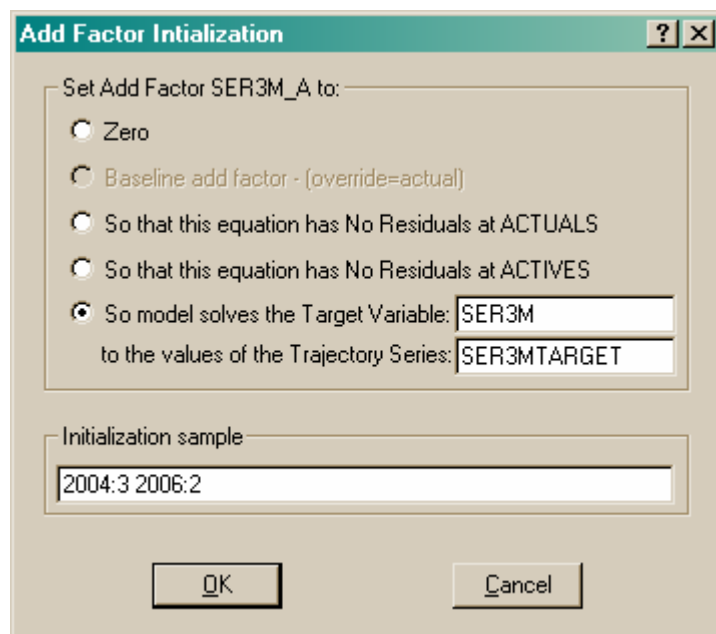 Add Factor Intialization
Set Add Factor SER3M_A to:
Zero
Baseline add factor - (override=actual)
So that this equation has No Residuals at ACTUALS
So that this equation has No Residuals at ACTIVES
So model solves the Target Variable: SER3M
to the values of the Trajectory Series: SER3MTARGET
Initialization sample
2004:3 2006:2
OK Cancel